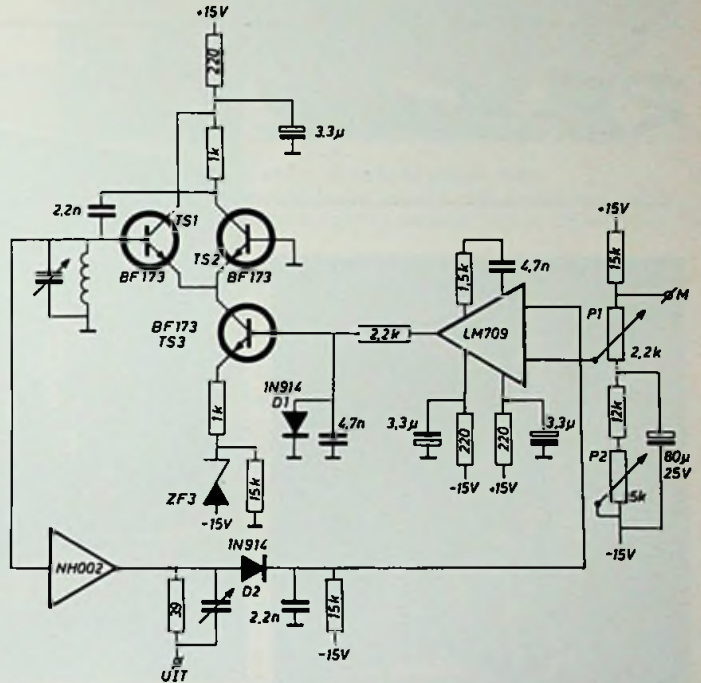 +15V
220
3,3µ
1k
2,2n
TS1
TS2
BF173
BF173
BF173
TS3
1k
1N914
D1
4,7n
ZF3
15k
-15V
2,2k
1,5k
4,7n
LM709
3,3µ
220
220
3,3µ
-15V
+15V
+15V
15k
M
P1
2,2k
12k
P2
5k
80µ
25V
-15V
NH002
1N914
D2
39
2,2n
15k
-15V
UIT